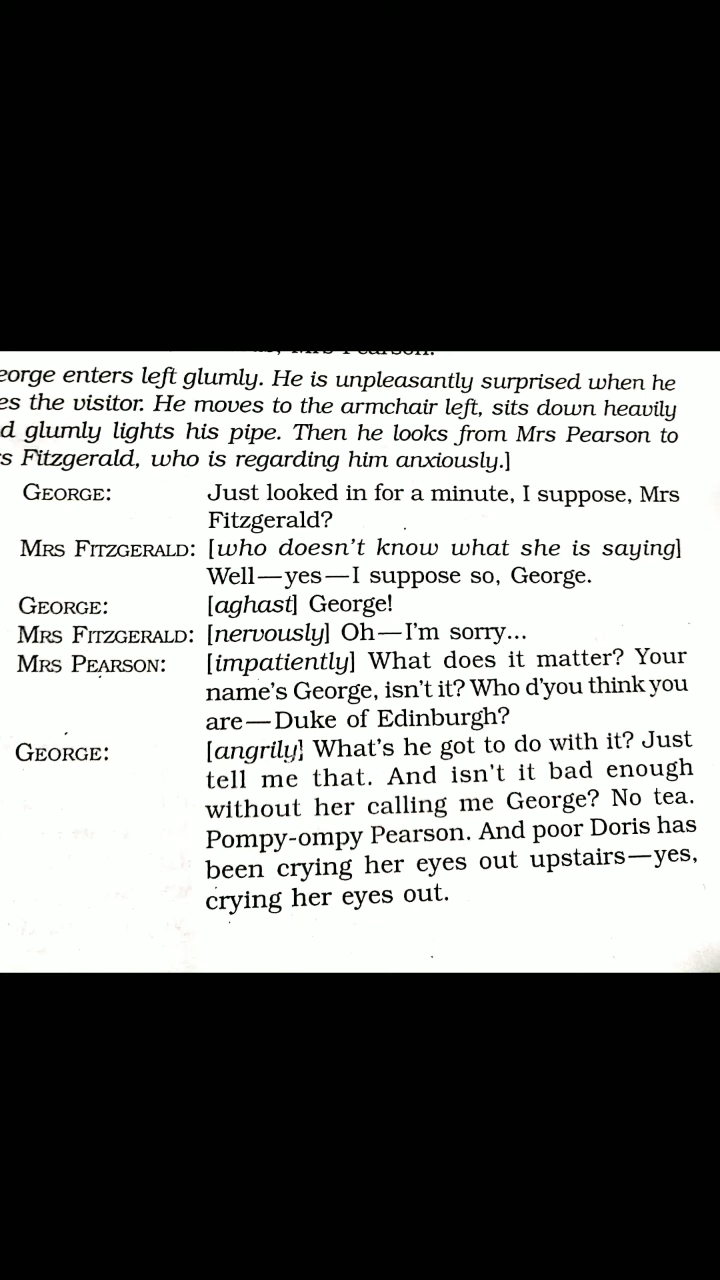 Mrs Pearson.
eorge enters left glumly. He is unpleasantly surprised when he
es the visitor. He moves to the armchair left, sits down heavily
d glumly lights his pipe. Then he looks from Mrs Pearson to
s Fitzgerald, who is regarding him anxiously.]
GEORGE: Just looked in for a minute, I suppose, Mrs
Fitzgerald?
MRS FITZGERALD: [who doesn't know what she is saying]
Well—yes—I suppose so, George.
GEORGE: [aghast] George!
MRS FITZGERALD: [nervously] Oh—I'm sorry...
MRS PEARSON: [impatiently] What does it matter? Your
name's George, isn't it? Who d'you think you
are—Duke of Edinburgh?
GEORGE: [angrily] What's he got to do with it? Just
tell me that. And isn't it bad enough
without her calling me George? No tea.
Pompy-ompy Pearson. And poor Doris has
been crying her eyes out upstairs—yes,
crying her eyes out.